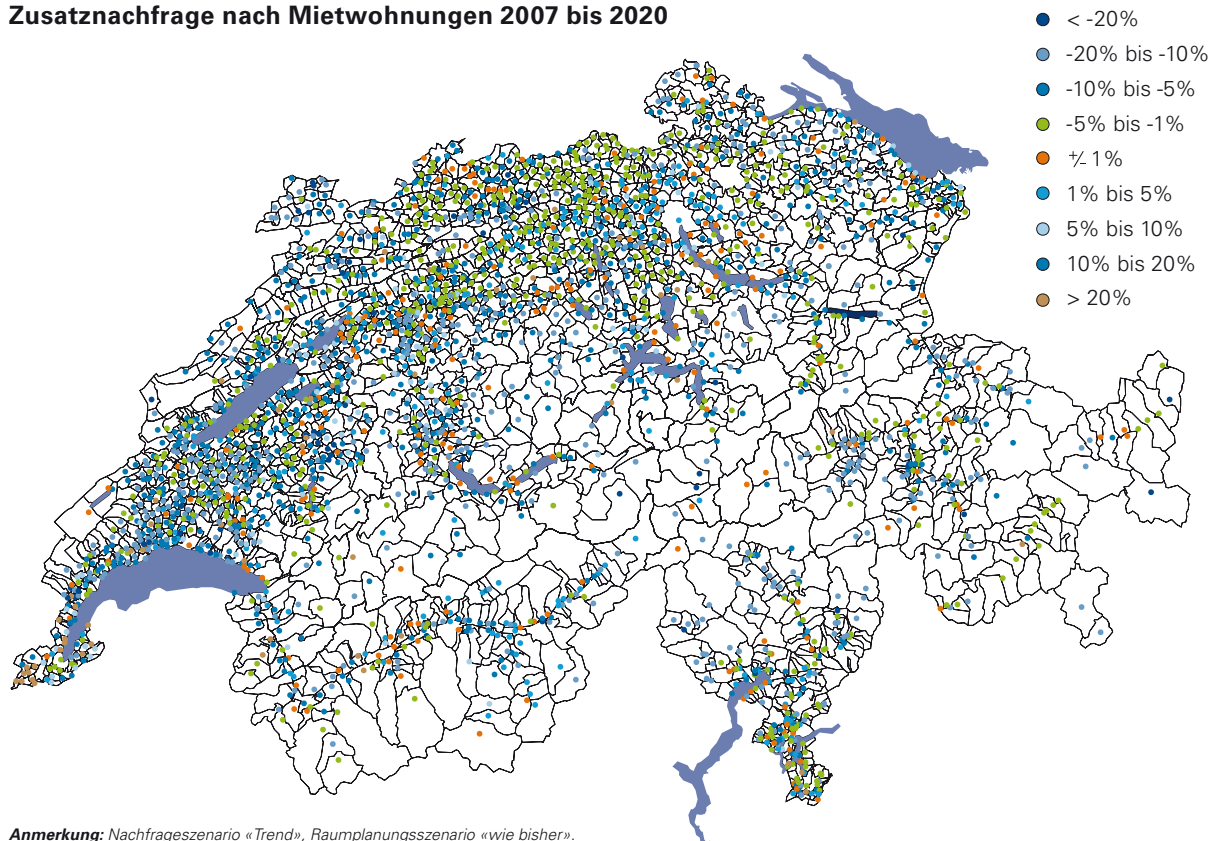 Zusatznachfrage nach Mietwohnungen 2007 bis 2020
< -20%
-20% bis -10%
-10% bis -5%
-5% bis -1%
+/- 1%
1% bis 5%
5% bis 10%
10% bis 20%
> 20%
Anmerkung: Nachfrageszenario «Trend», Raumplanungsszenario «wie bisher».